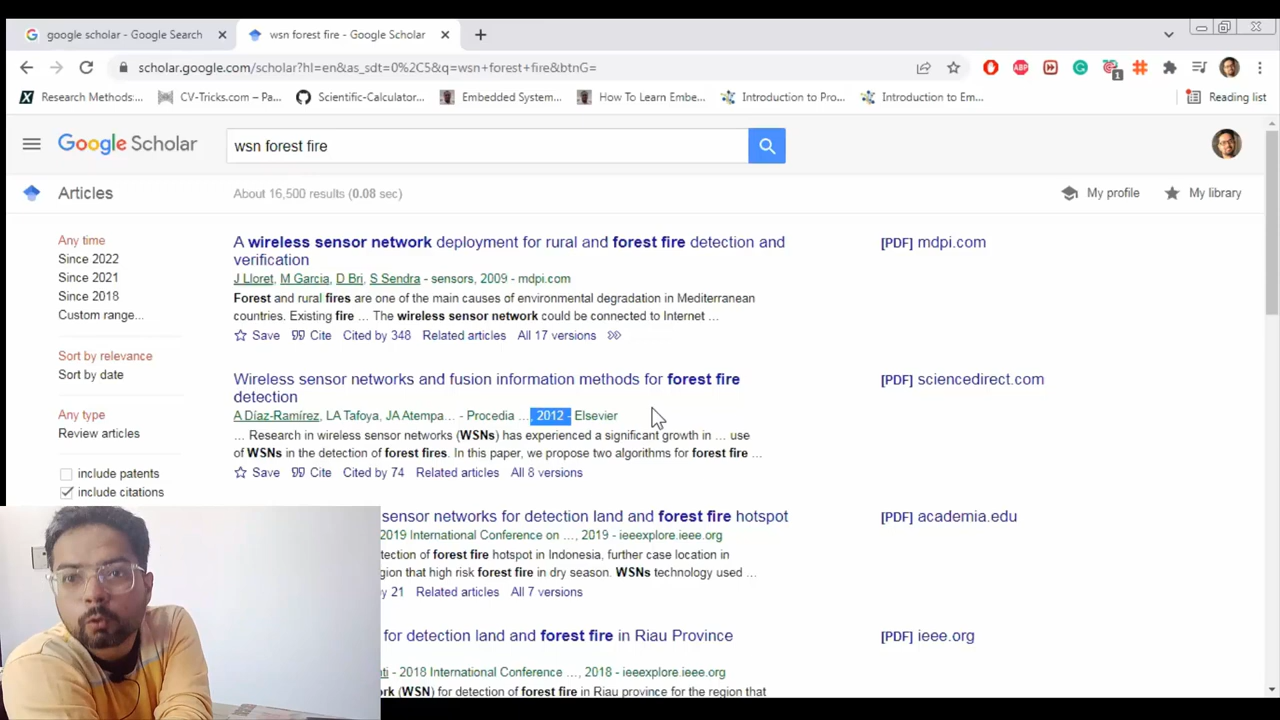 google scholar - Google Search
wsn forest fire - Google Scholar
scholar.google.com/scholar?hl=en&as_sdt=0%2C5&q=wsn+forest+fire&btnG=
ABP
1
Research Methods:...
CV-Tricks.com – Pa...
Scientific-Calculator...
Embedded System...
How To Learn Embe...
Introduction to Pro...
Introduction to Em...
Reading list
Google Scholar
wsn forest fire
Articles
About 16,500 results (0.08 sec)
My profile
My library
Any time
Since 2022
Since 2021
Since 2018
Custom range...
Sort by relevance
Sort by date
Any type
Review articles
include patents
include citations
A wireless sensor network deployment for rural and forest fire detection and
verification
[PDF] mdpi.com
J Lloret, M Garcia, D Bri, S Sendra - sensors, 2009 - mdpi.com
Forest and rural fires are one of the main causes of environmental degradation in Mediterranean
countries. Existing fire … The wireless sensor network could be connected to Internet …
Save Cite Cited by 348 Related articles All 17 versions
Wireless sensor networks and fusion information methods for forest fire
detection
[PDF] sciencedirect.com
A Díaz-Ramírez, LA Tafoya, JA Atempa… - Procedia …, 2012 - Elsevier
… Research in wireless sensor networks (WSNs) has experienced a significant growth in … use
of WSNs in the detection of forest fires. In this paper, we propose two algorithms for forest fire …
Save Cite Cited by 74 Related articles All 8 versions
sensor networks for detection land and forest fire hotspot
[PDF] academia.edu
2019 International Conference on …, 2019 - ieeexplore.ieee.org
tection of forest fire hotspot in Indonesia, further case location in
gion that high risk forest fire in dry season. WSNs technology used …
y 21 Related articles All 7 versions
for detection land and forest fire in Riau Province
[PDF] ieee.org
ti - 2018 International Conference …, 2018 - ieeexplore.ieee.org
rk (WSN) for detection of forest fire in Riau province for the region that